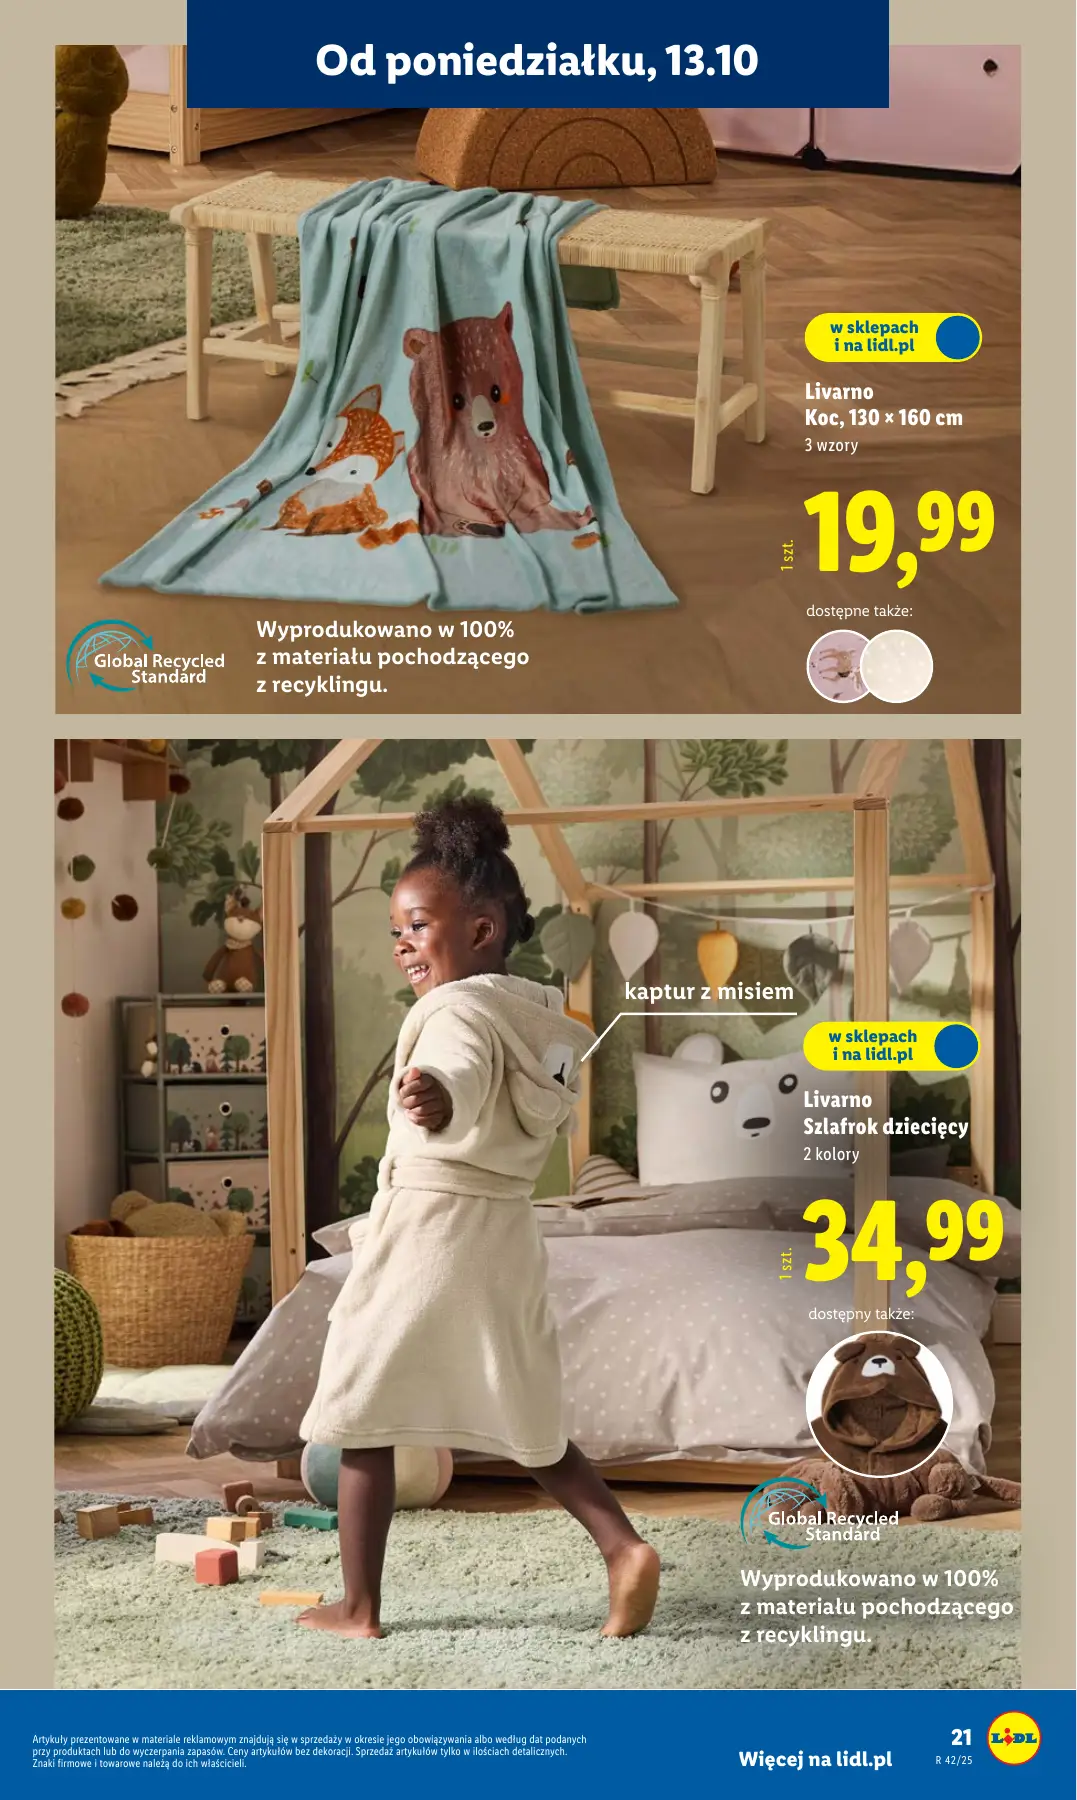 Od poniedziałku, 13.10
w sklepach
i na lidl.pl
Livarno
Koc, 130 × 160 cm
3 wzory
1 szt.
19,99
dostępne także:
Global Recycled
Standard
Wyprodukowano w 100%
z materiału pochodzącego
z recyklingu.
kaptur z misiem
w sklepach
i na lidl.pl
Livarno
Szlafrok dziecięcy
2 kolory
1 szt.
34,99
dostępny także:
Global Recycled
Standard
Wyprodukowano w 100%
z materiału pochodzącego
z recyklingu.
Artykuły prezentowane w materiale reklamowym znajdują się w sprzedaży w okresie jego obowiązywania albo według dat podanych
przy produktach lub do wyczerpania zapasów. Ceny artykułów bez dekoracji. Sprzedaż artykułów tylko w ilościach detalicznych.
Znaki firmowe i towarowe należą do ich właścicieli.
Więcej na lidl.pl
21
R 42/25
LIDL